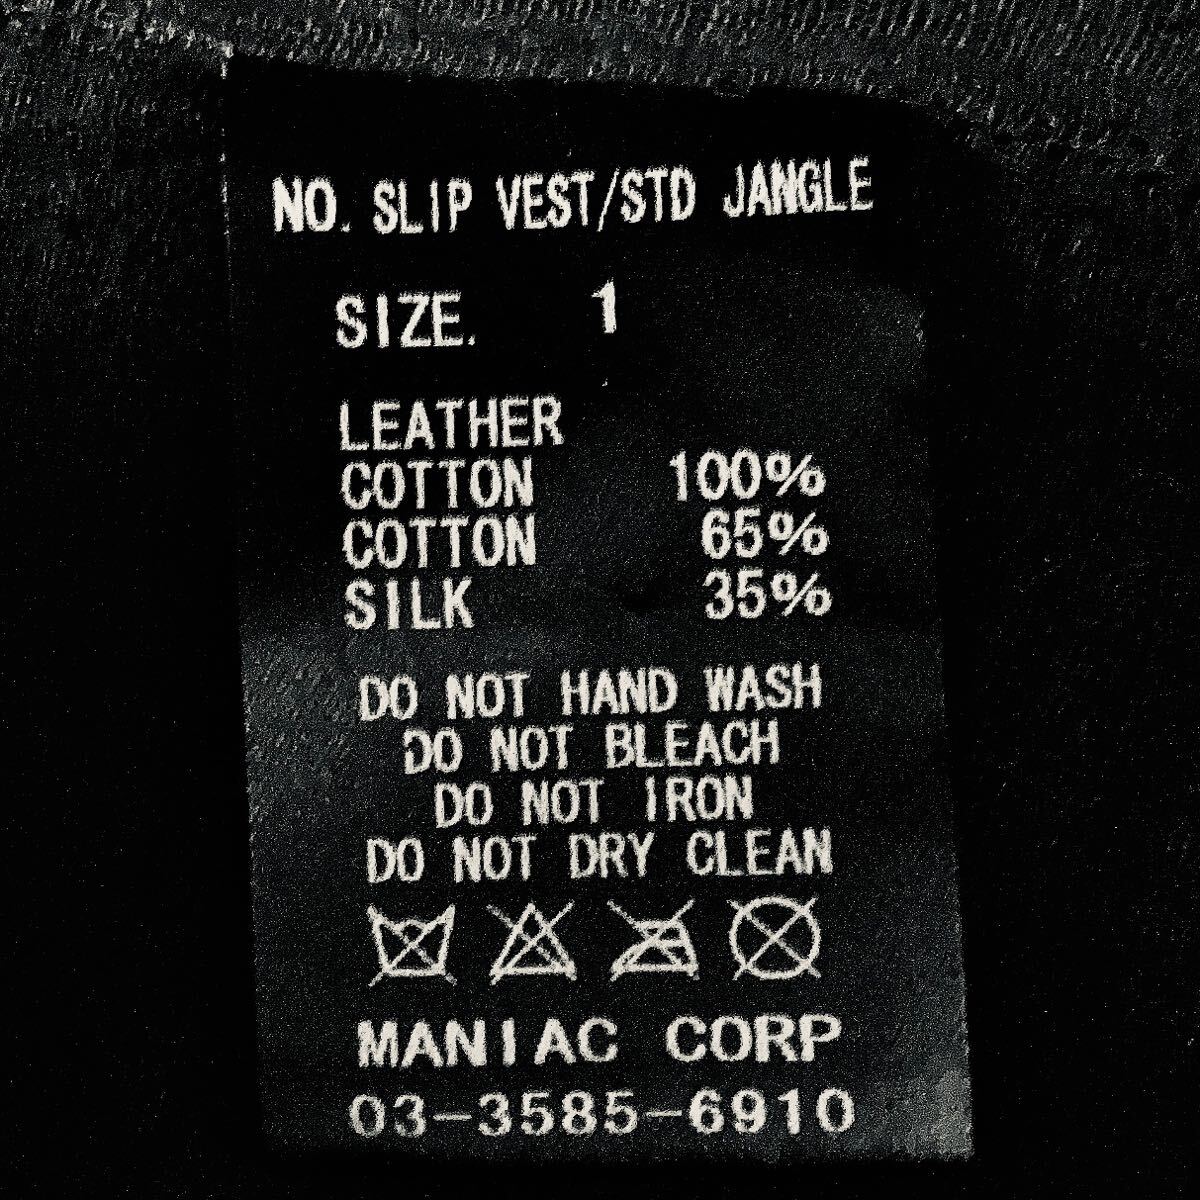 NO. SLIP VEST/STD JANGLE
SIZE. 1
LEATHER
COTTON 100%
COTTON 65%
SILK 35%
DO NOT HAND WASH
DO NOT BLEACH
DO NOT IRON
DO NOT DRY CLEAN
MANIAC CORP
03-3585-6910